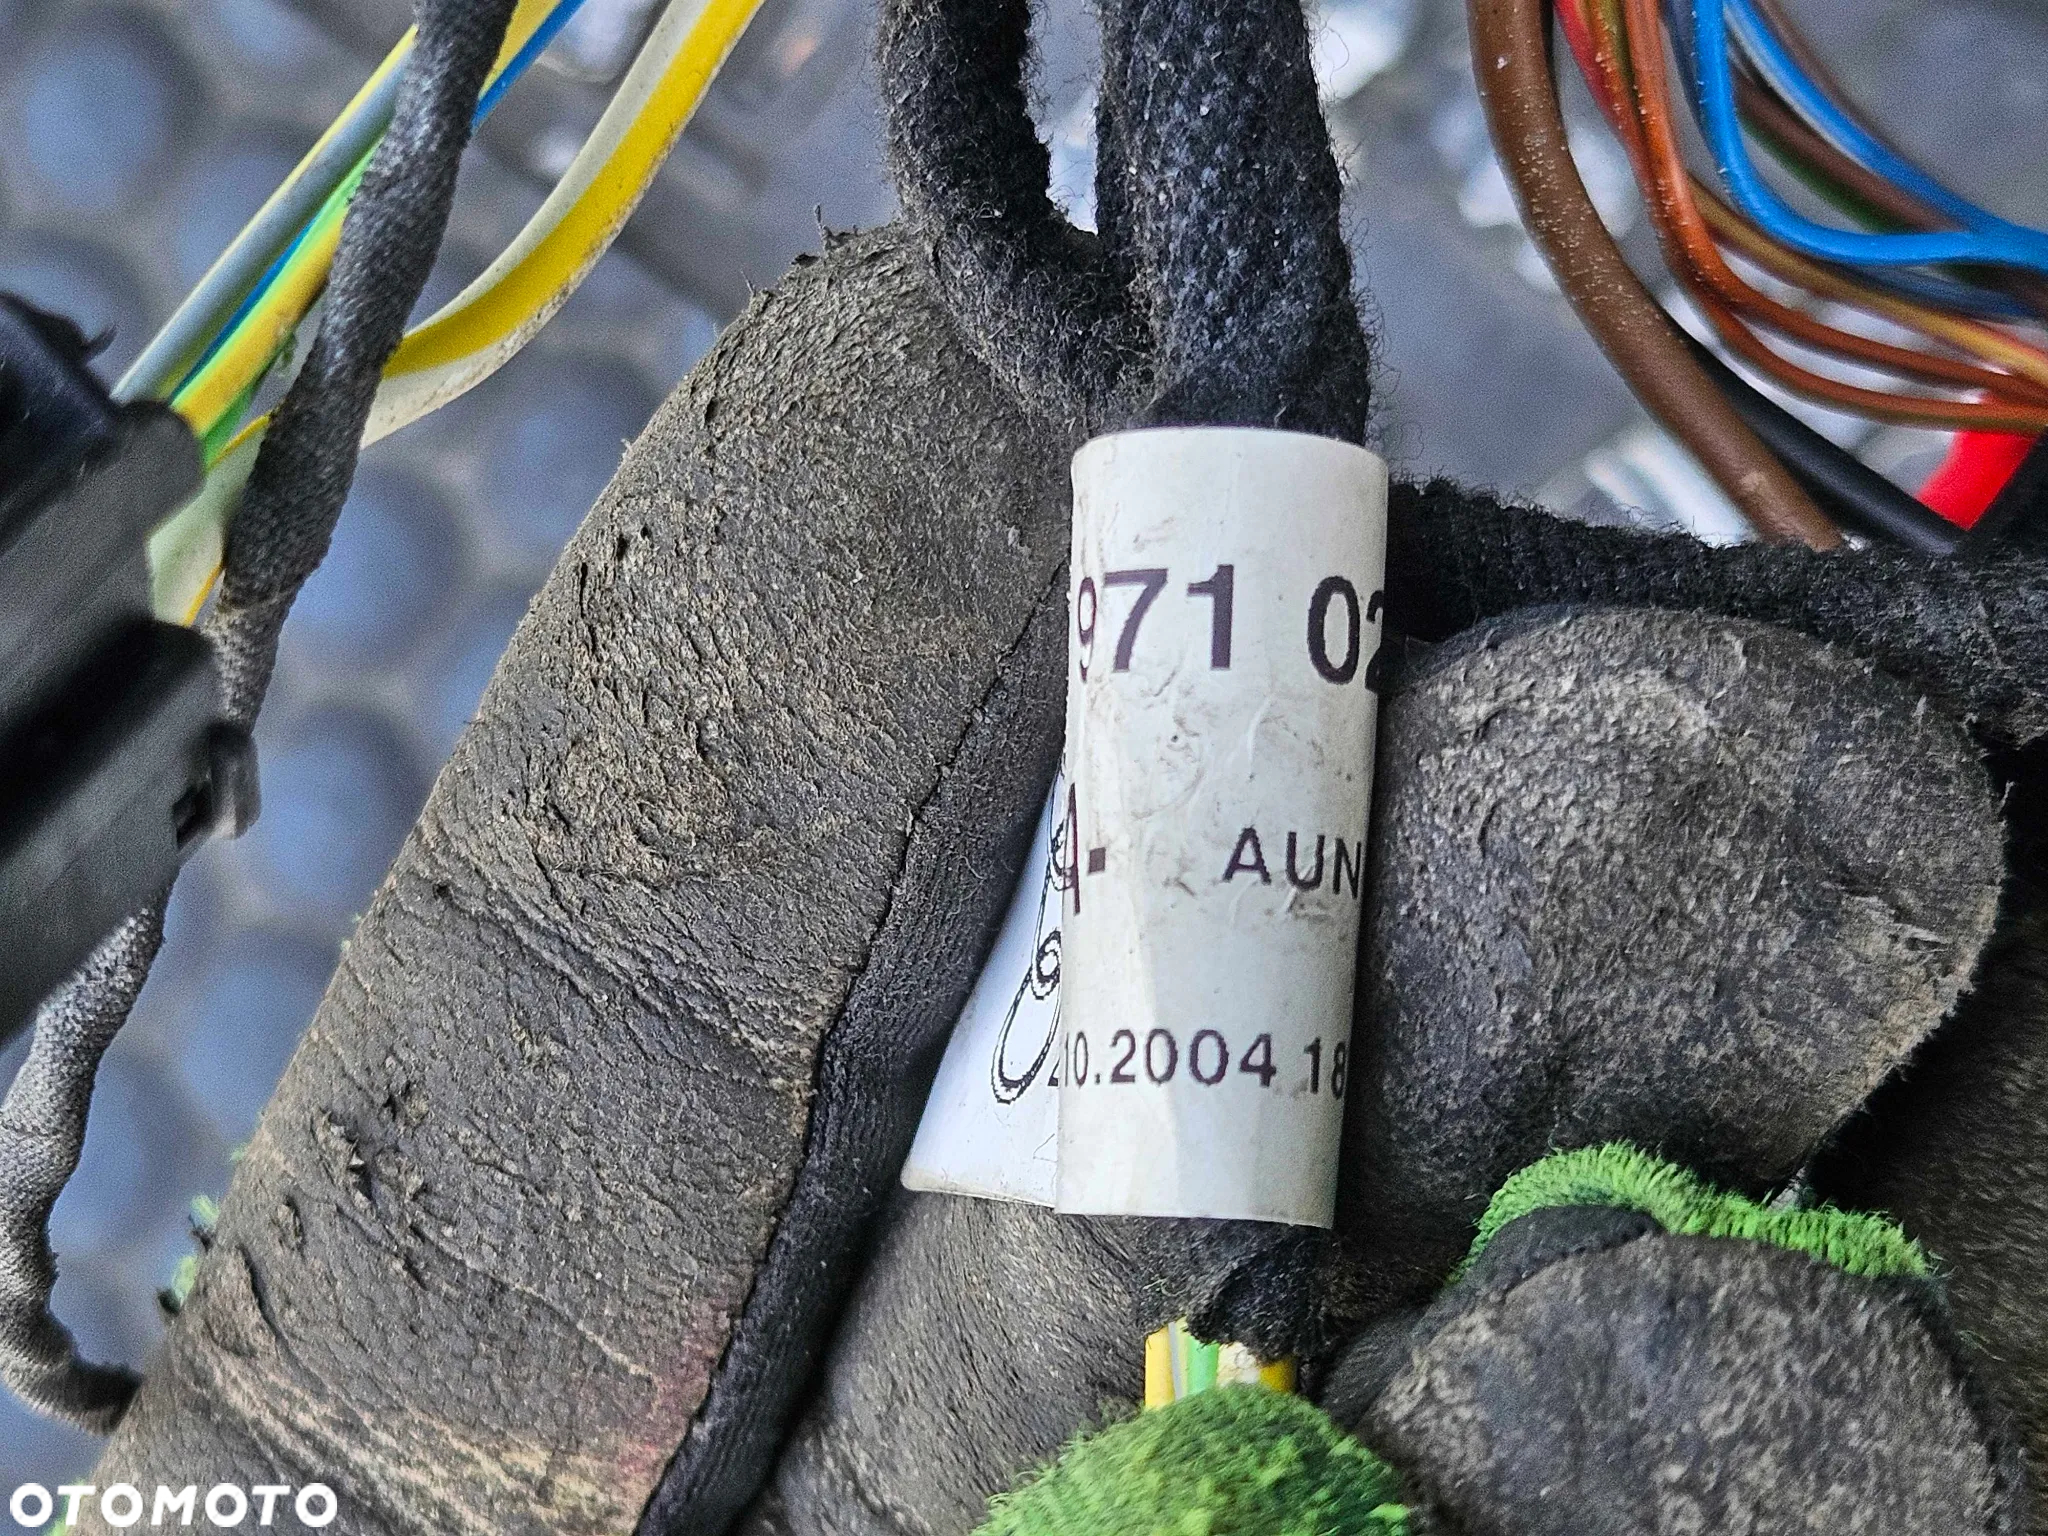 971 02
A- AUN
10.2004 18
OTOMOTO